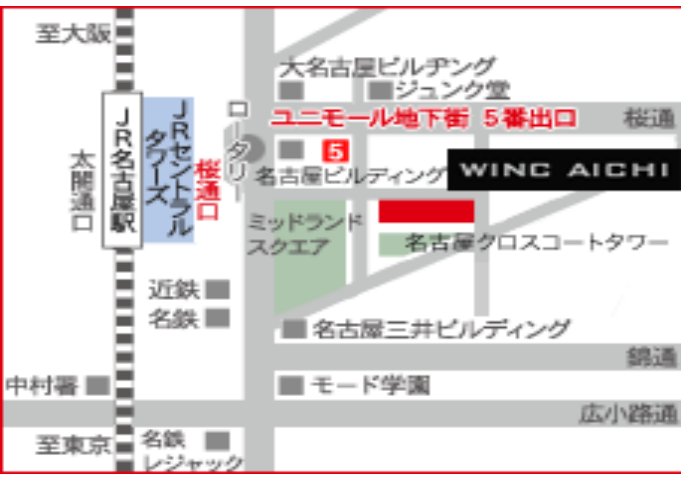 至大阪
大名古屋ビルヂング
ジュンク堂
ユニモール地下街 5番出口
桜通
JR名古屋駅
JRセントラル
タワーズ
ロータリー
5
太閤通口
桜通口
名古屋ビルディング
WINC AICHI
ミッドランド
スクエア
名古屋クロスコートタワー
近鉄
名鉄
名古屋三井ビルディング
錦通
中村署
モード学園
広小路通
至東京
名鉄
レジャック